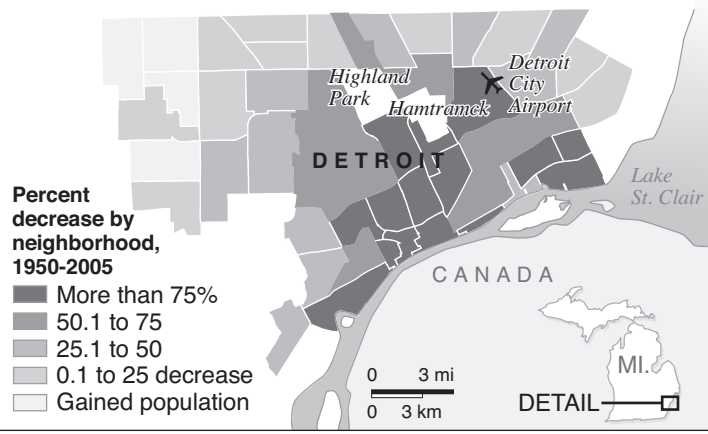 Highland
Park
Hamtramck
Detroit
City
Airport
DETROIT
Lake
St. Clair
Percent
decrease by
neighborhood,
1950-2005
More than 75%
50.1 to 75
25.1 to 50
0.1 to 25 decrease
Gained population
CANADA
0 3 mi
0 3 km
MI.
DETAIL